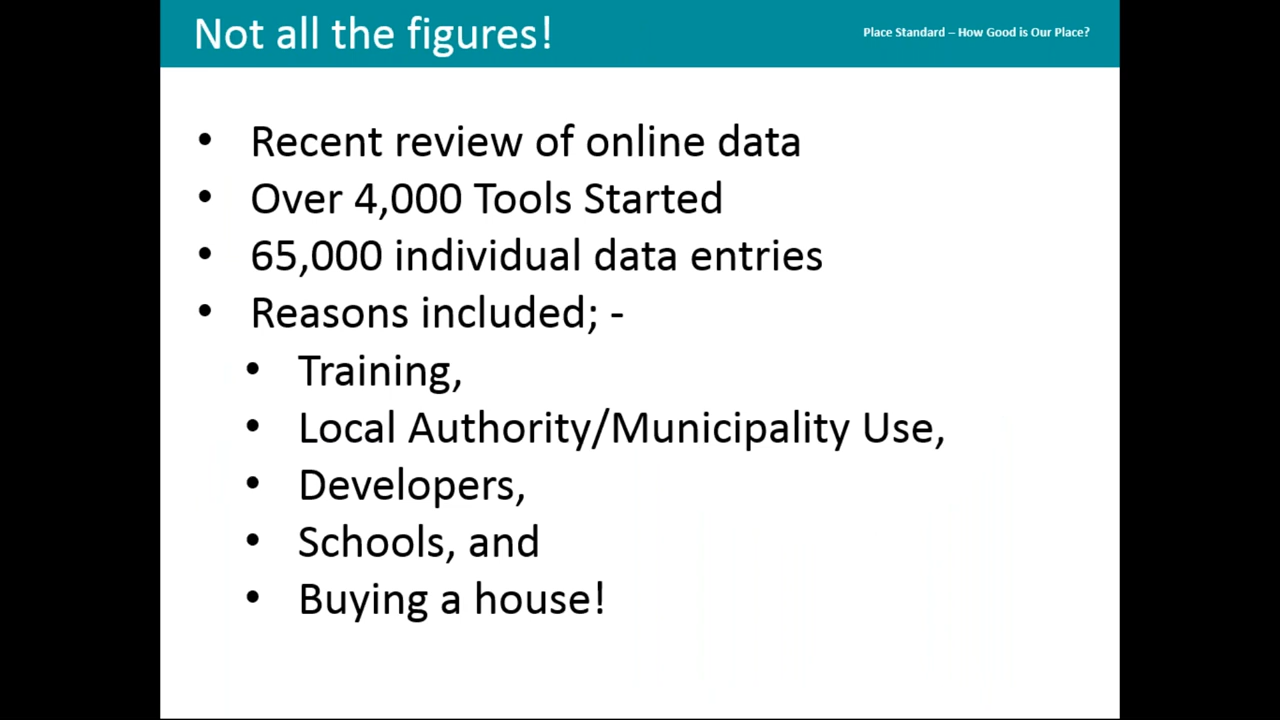 Not all the figures!
Place Standard – How Good is Our Place?
• Recent review of online data
• Over 4,000 Tools Started
• 65,000 individual data entries
• Reasons included; -
• Training,
• Local Authority/Municipality Use,
• Developers,
• Schools, and
• Buying a house!